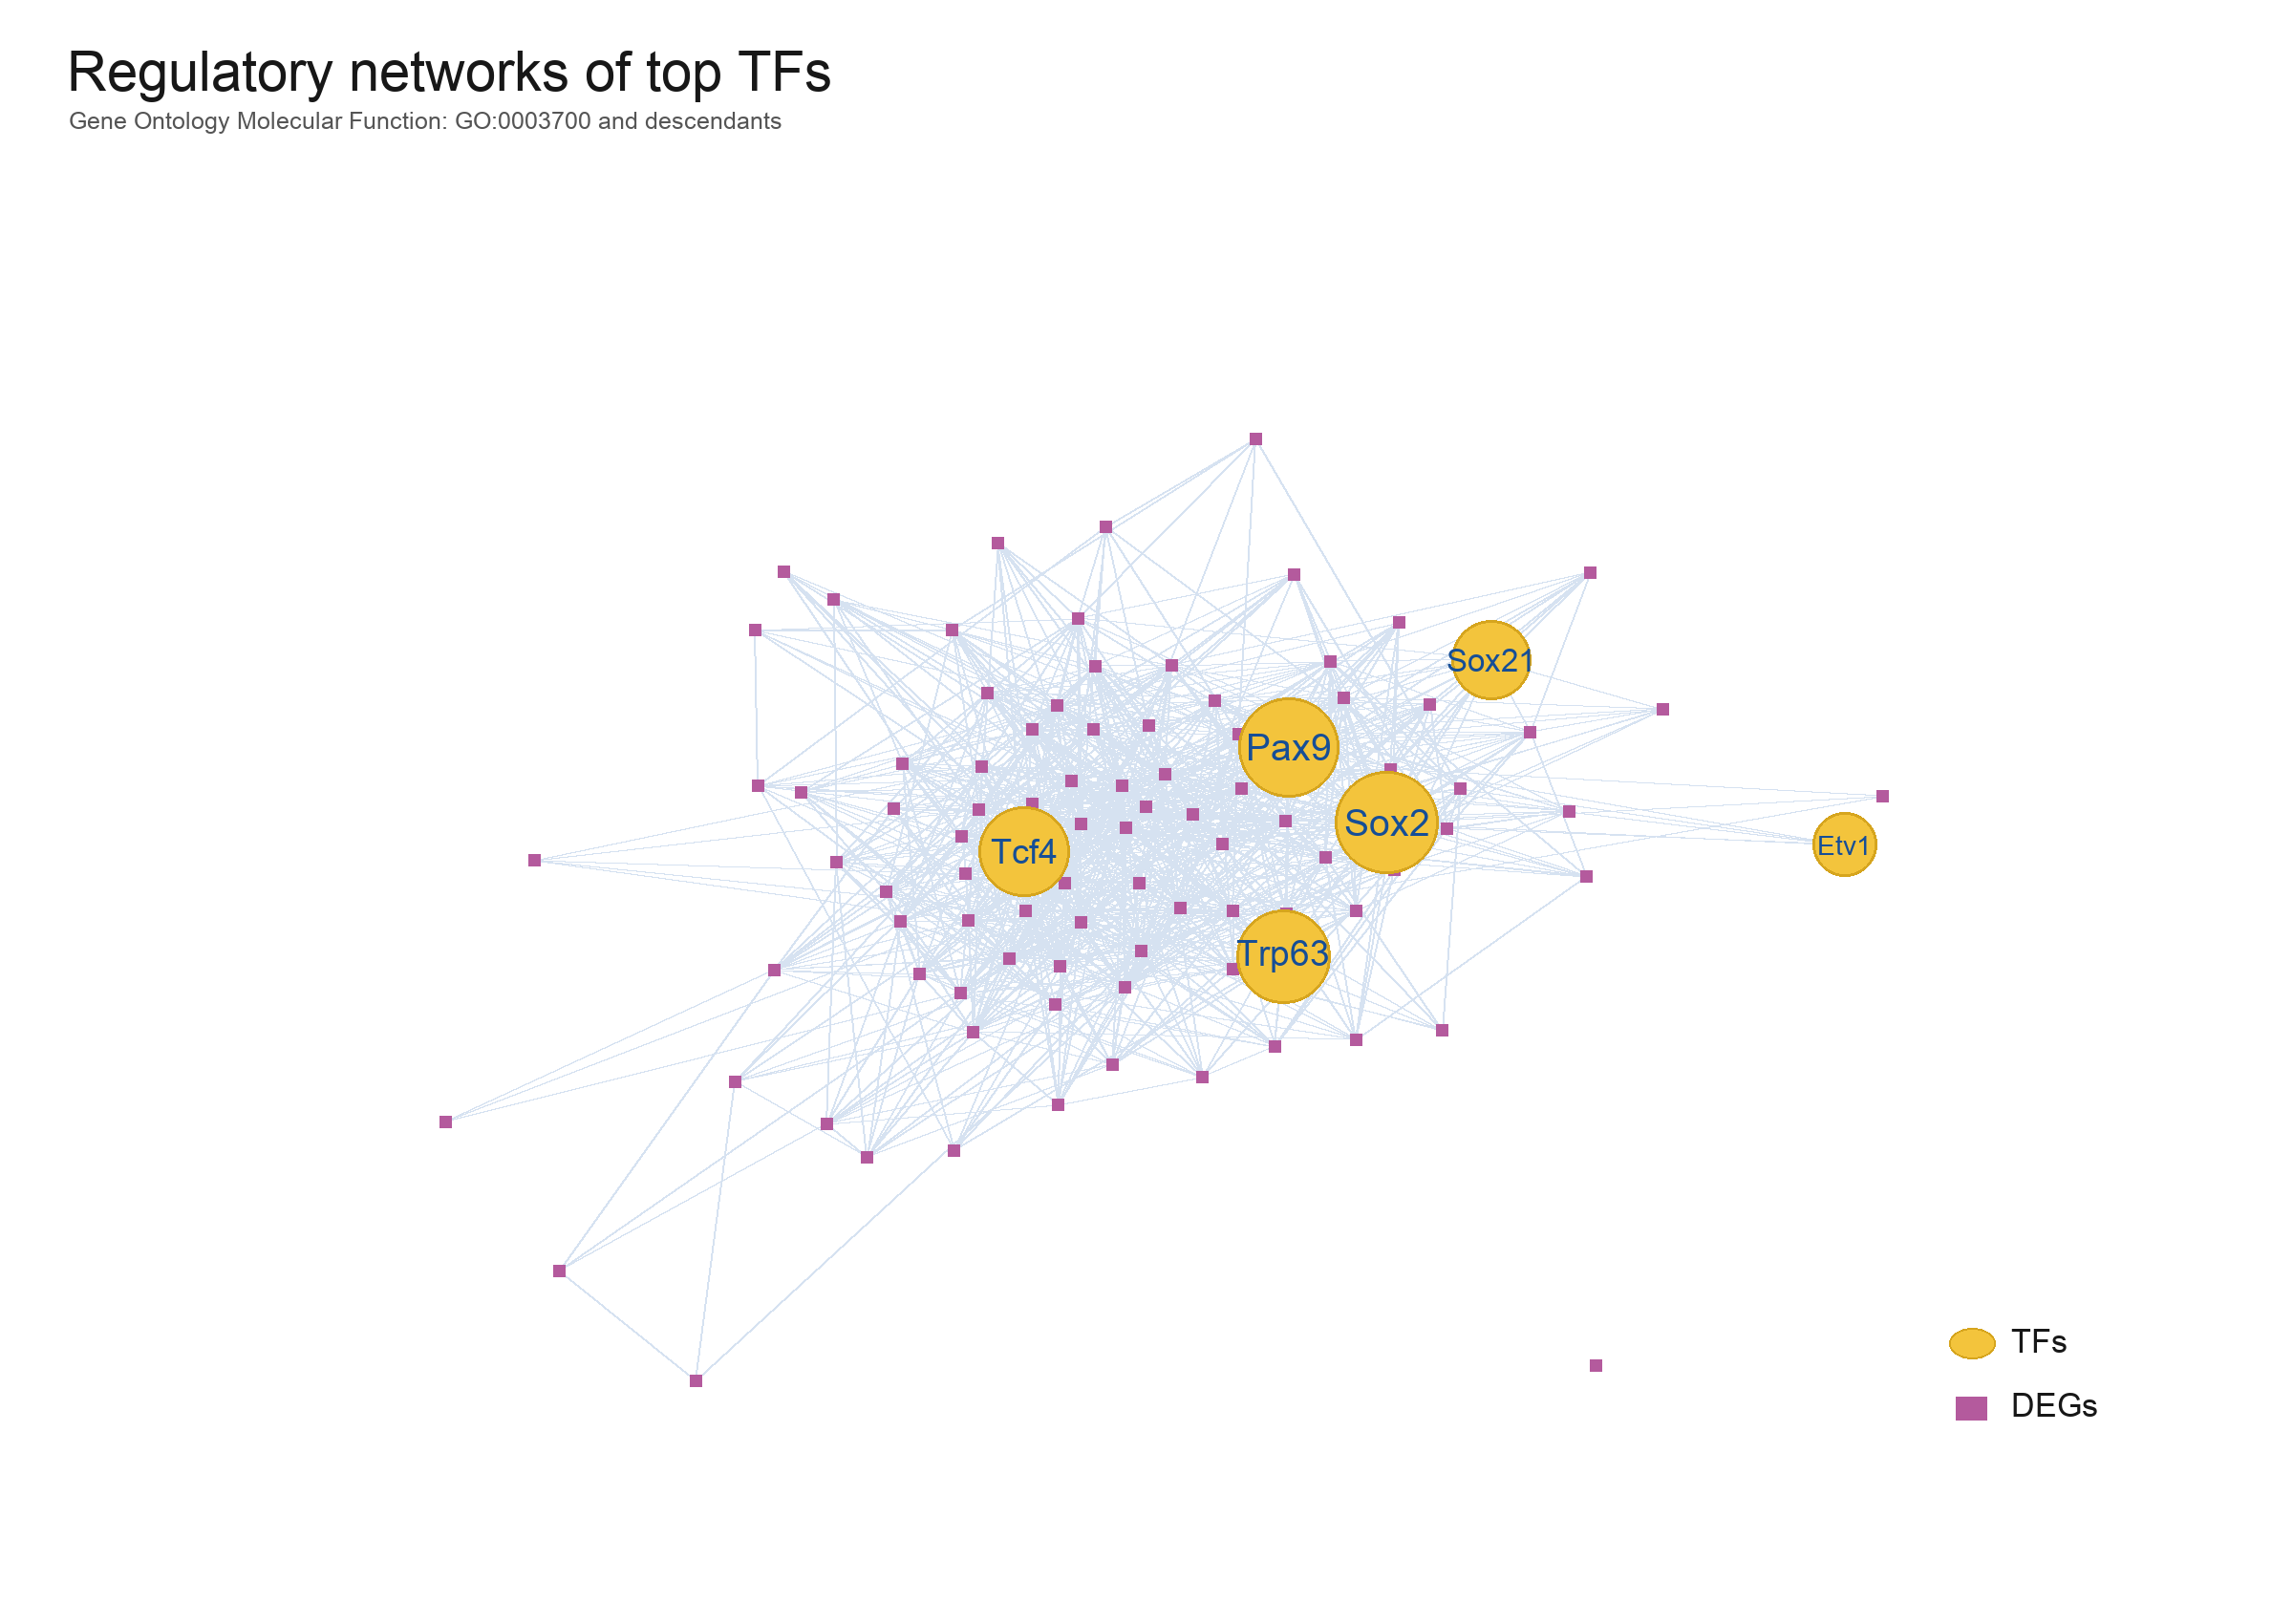 Regulatory networks of top TFs
Gene Ontology Molecular Function: GO:0003700 and descendants
Sox21
Pax9
Sox2
Etv1
Tcf4
Trp63
TFs
DEGs